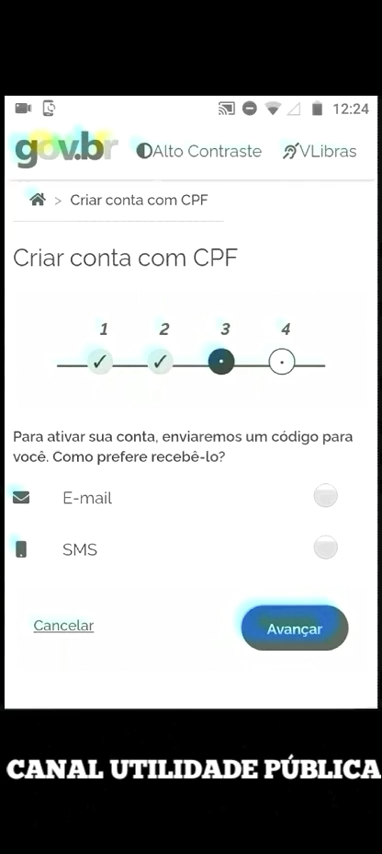 12:24
gov.br
Alto Contraste
VLibras
> Criar conta com CPF
Criar conta com CPF
1 2 3 4
Para ativar sua conta, enviaremos um código para
você. Como prefere recebê-lo?
E-mail
SMS
Cancelar
Avançar
CANAL UTILIDADE PÚBLICA